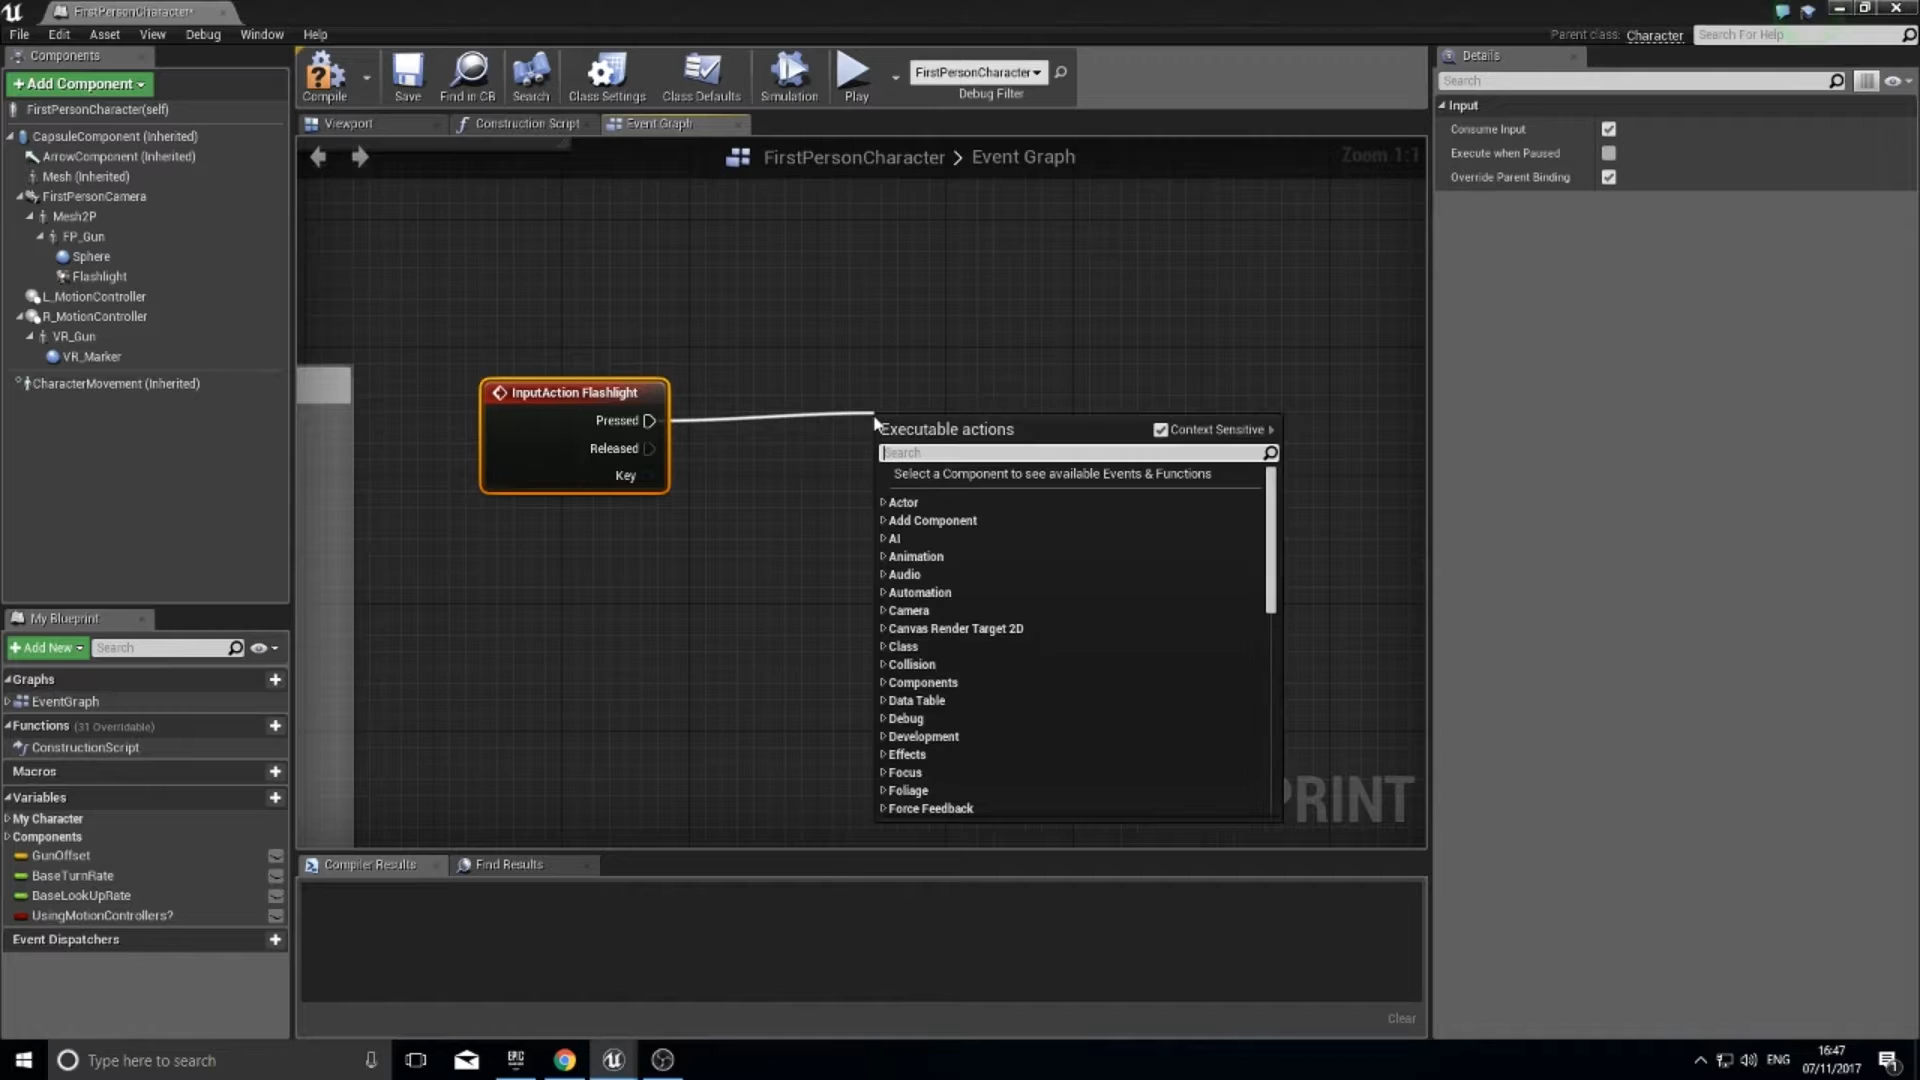 FirstPersonCharacter*
File Edit Asset View Debug Window Help
Parent class: Character
Search For Help
Components
+Add Component
FirstPersonCharacter(self)
CapsuleComponent (Inherited)
ArrowComponent (Inherited)
Mesh (Inherited)
FirstPersonCamera
Mesh2P
FP_Gun
Sphere
Flashlight
L_MotionController
R_MotionController
VR_Gun
VR_Marker
CharacterMovement (Inherited)
My Blueprint
+Add New
Search
Graphs
EventGraph
Functions (31 Overridable)
ConstructionScript
Macros
Variables
My Character
Components
GunOffset
BaseTurnRate
BaseLookUpRate
UsingMotionControllers?
Event Dispatchers
Compile
Save
Find in CB
Search
Class Settings
Class Defaults
Simulation
Play
FirstPersonCharacter
Debug Filter
Viewport
Construction Script
Event Graph
FirstPersonCharacter > Event Graph
Zoom 1:1
InputAction Flashlight
Pressed
Released
Key
Executable actions
Context Sensitive
Search
Select a Component to see available Events & Functions
Actor
Add Component
AI
Animation
Audio
Automation
Camera
Canvas Render Target 2D
Class
Collision
Components
Data Table
Debug
Development
Effects
Focus
Foliage
Force Feedback
PRINT
Compiler Results
Find Results
Clear
Details
Search
Input
Consume Input
Execute when Paused
Override Parent Binding
Type here to search
EPIC
ENG
16:47
07/11/2017
1